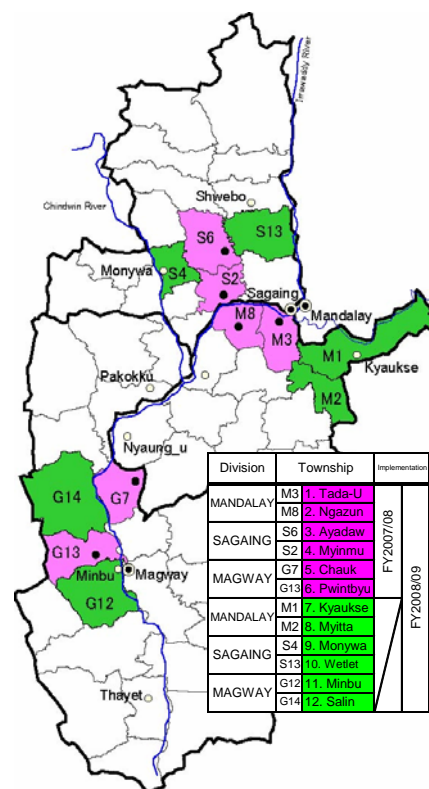 Irrawaddy River
Shwebo
Chindwin River
S6
S13
Monywa
S4
S2
Sagaing
M8
Mandalay
M3
M1
Kyaukse
Pakokku
M2
Nyaung_u
G14
G7
G13
Minbu
Magway
G12
Thayet
Division Township Implementation
MANDALAY M3 1. Tada-U FY2007/08 FY2008/09
M8 2. Ngazun
SAGAING S6 3. Ayadaw
S2 4. Myinmu
MAGWAY G7 5. Chauk
G13 6. Pwintbyu
MANDALAY M1 7. Kyaukse
M2 8. Myitta
SAGAING S4 9. Monywa
S13 10. Wetlet
MAGWAY G12 11. Minbu
G14 12. Salin